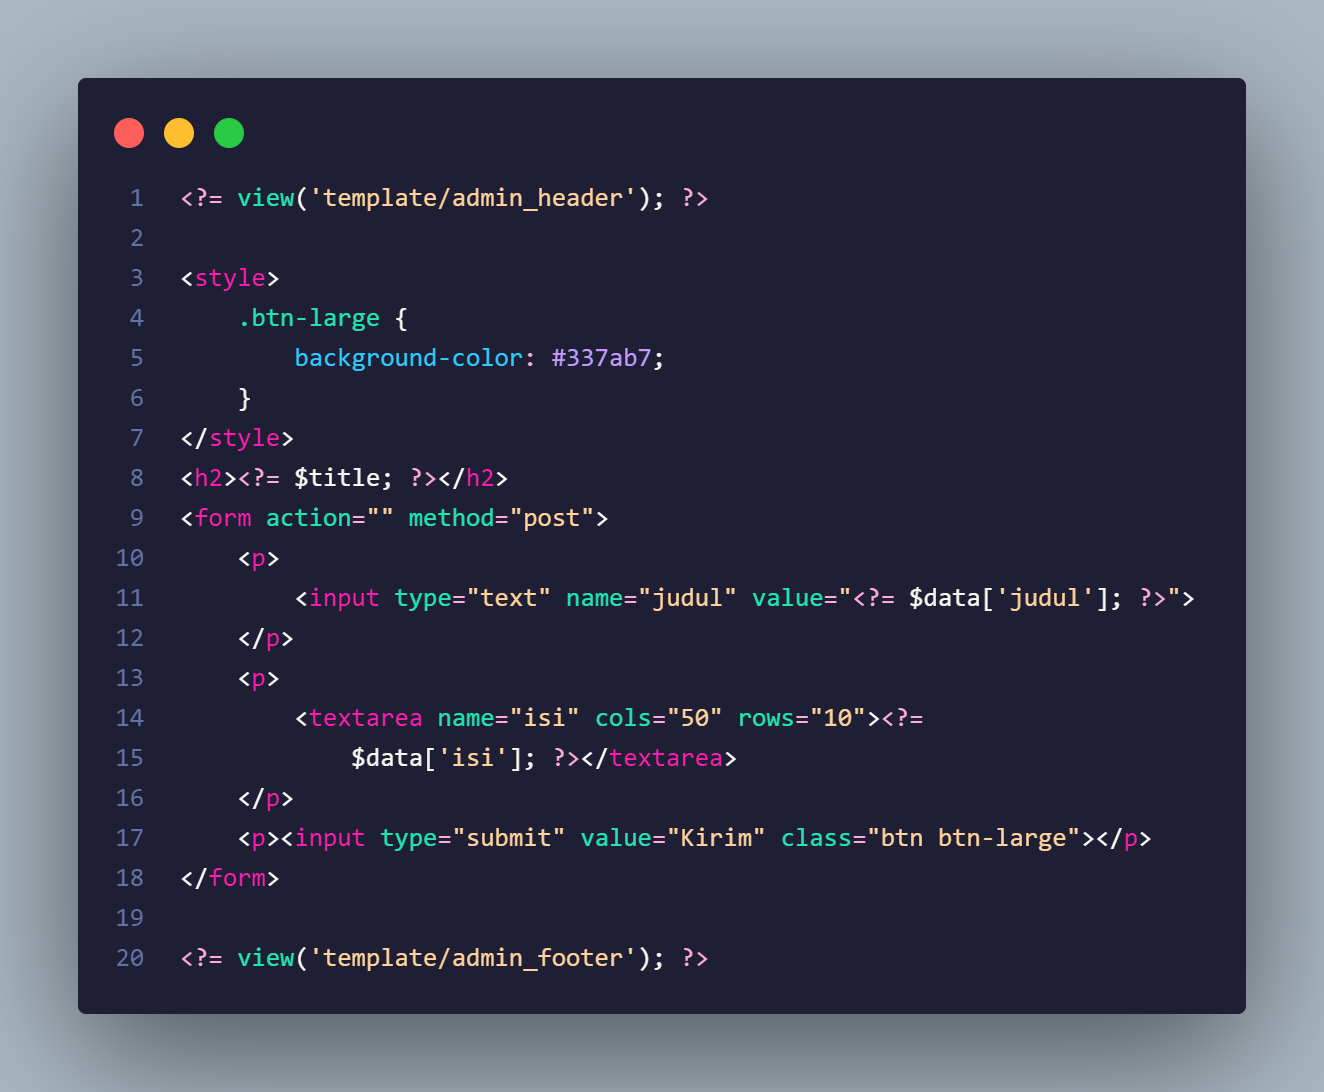 1 <?= view('template/admin_header'); ?>
2
3 <style>
4     .btn-large {
5         background-color: #337ab7;
6     }
7 </style>
8 <h2><?= $title; ?></h2>
9 <form action="" method="post">
10     <p>
11         <input type="text" name="judul" value="<?= $data['judul']; ?>">
12     </p>
13     <p>
14         <textarea name="isi" cols="50" rows="10"><?=
15             $data['isi']; ?></textarea>
16     </p>
17     <p><input type="submit" value="Kirim" class="btn btn-large"></p>
18 </form>
19
20 <?= view('template/admin_footer'); ?>